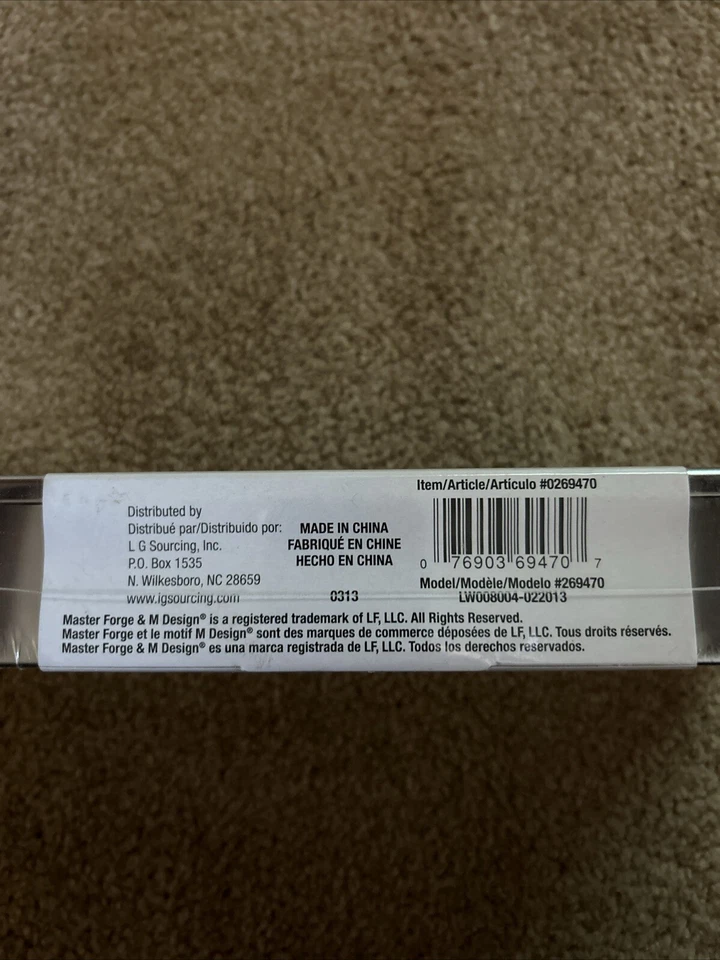 Item/Article/Articulo #0269470
Distributed by
Distribué par/Distribuido por:
L G Sourcing, Inc.
P.O. Box 1535
N. Wilkesboro, NC 28659
www.lgsourcing.com
MADE IN CHINA
FABRIQUÉ EN CHINE
HECHO EN CHINA
0313
0 76903 69470 7
Model/Modèle/Modelo #269470
LW008004-022013
Master Forge & M Design® is a registered trademark of LF, LLC. All Rights Reserved.
Master Forge et le motif M Design® sont des marques de commerce déposées de LF, LLC. Tous droits réservés.
Master Forge & M Design® es una marca registrada de LF, LLC. Todos los derechos reservados.